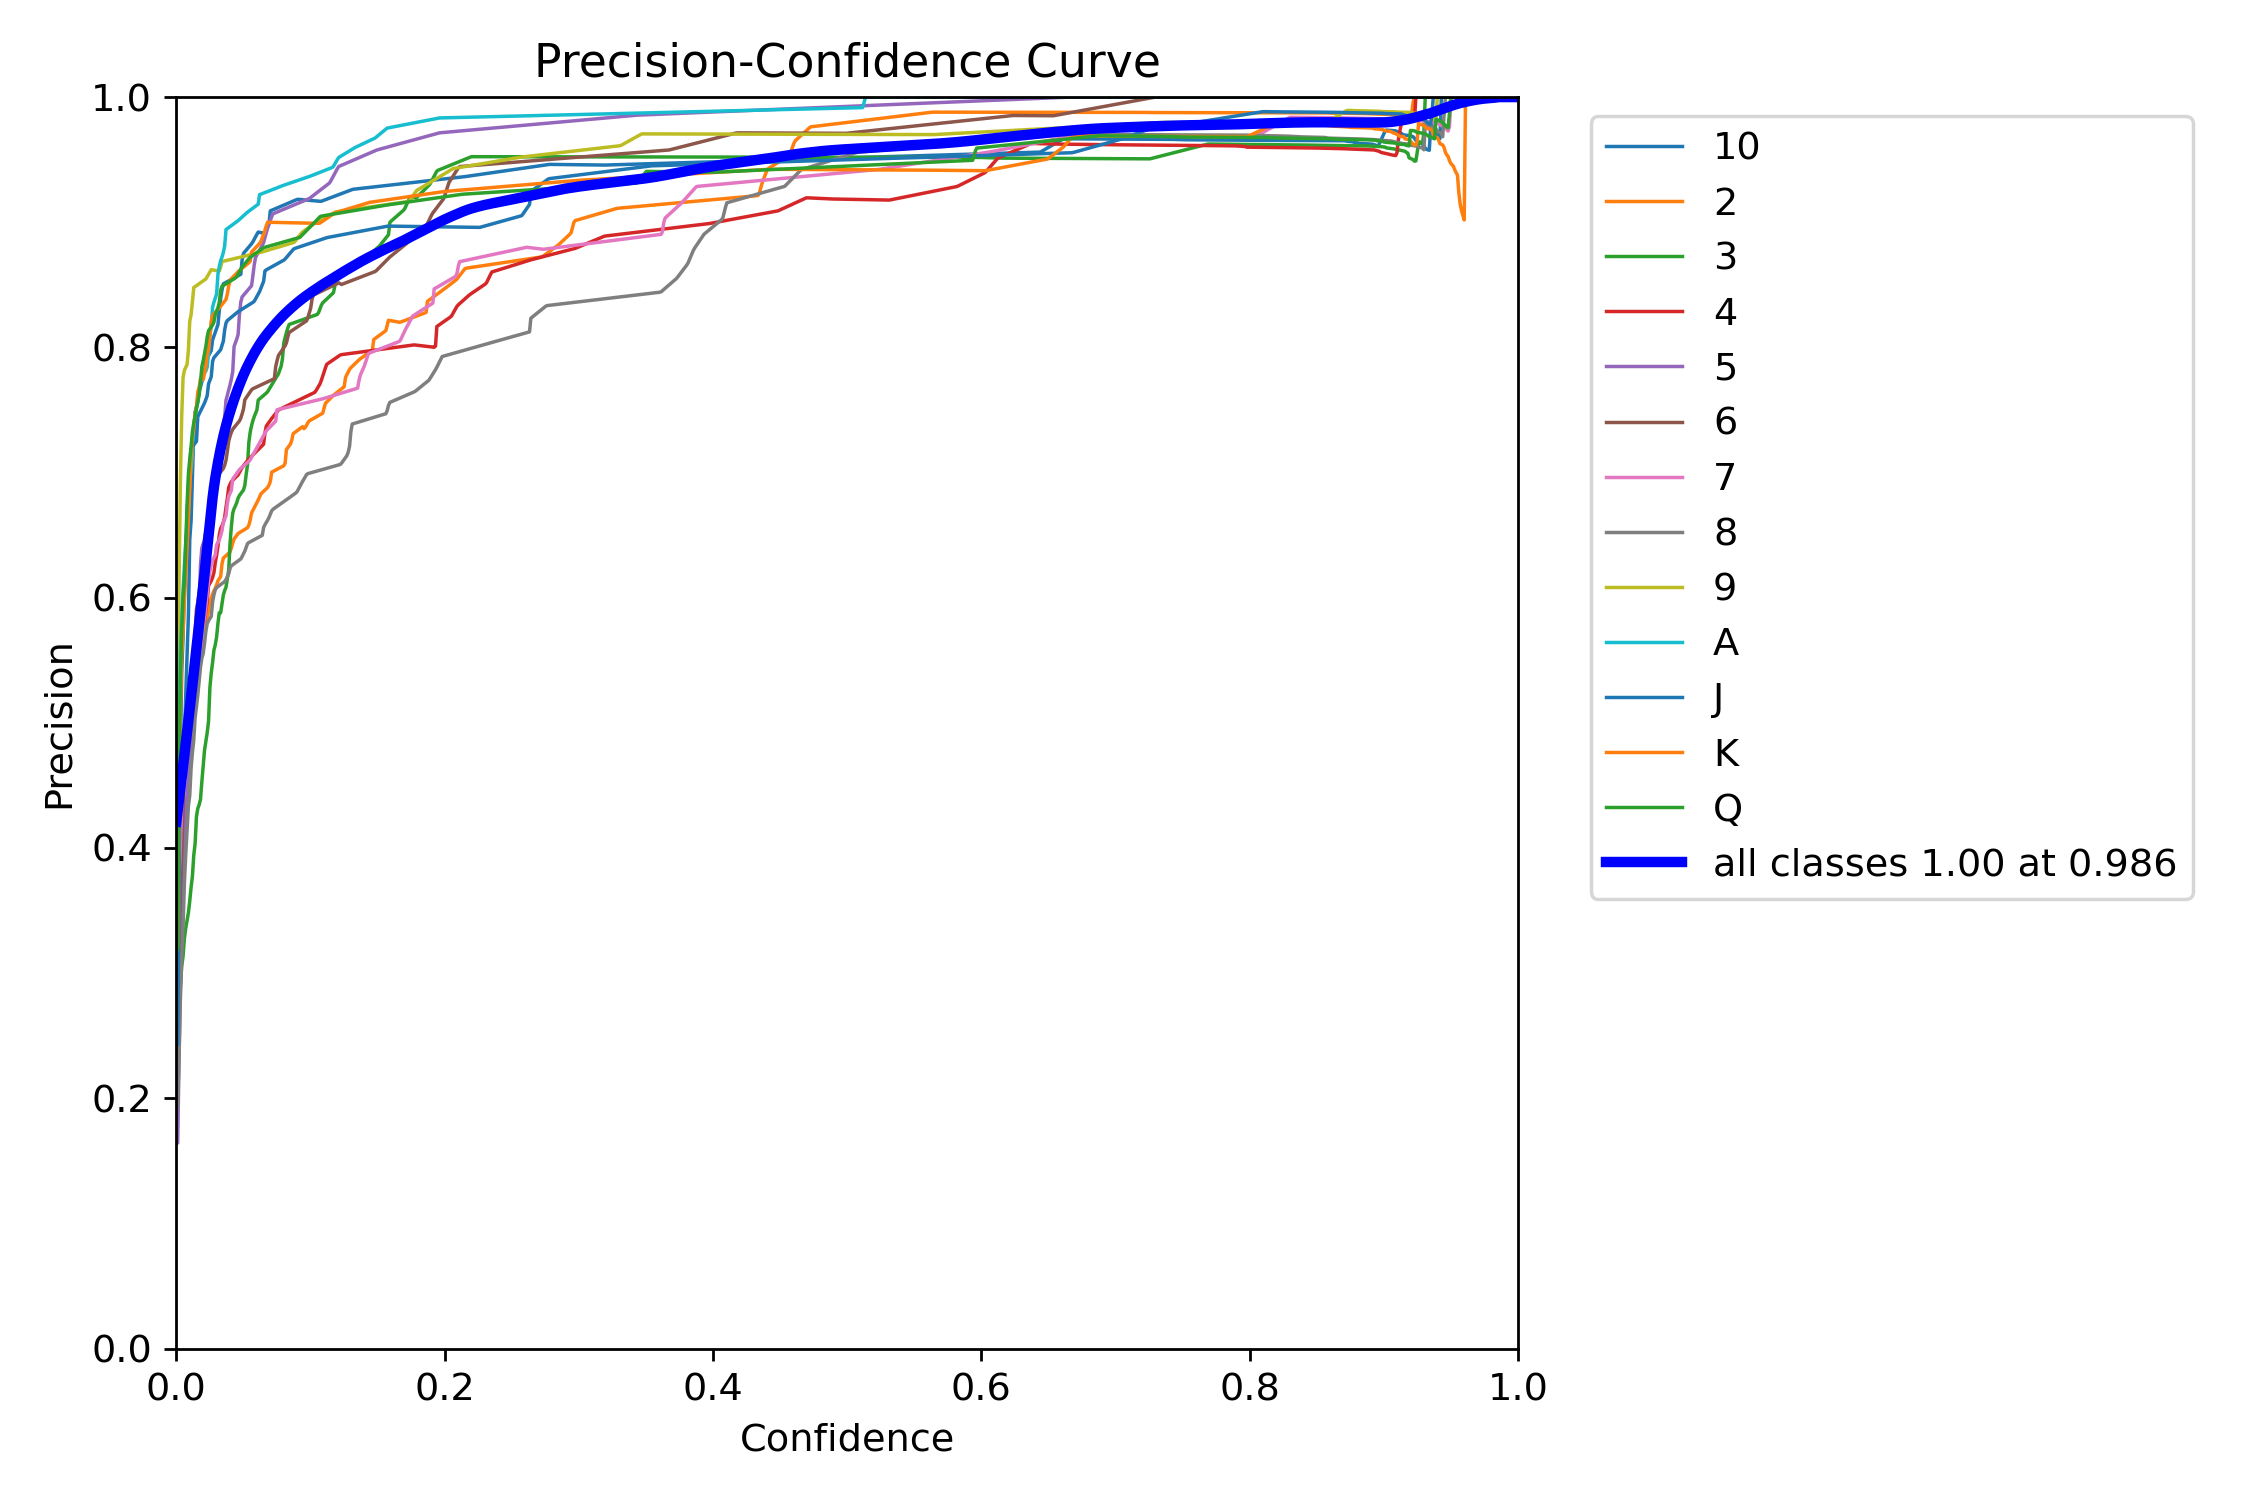 Precision-Confidence Curve
1.0
0.8
0.6
0.4
0.2
0.0
Precision
0.0 0.2 0.4 0.6 0.8 1.0
Confidence
10
2
3
4
5
6
7
8
9
A
J
K
Q
all classes 1.00 at 0.986